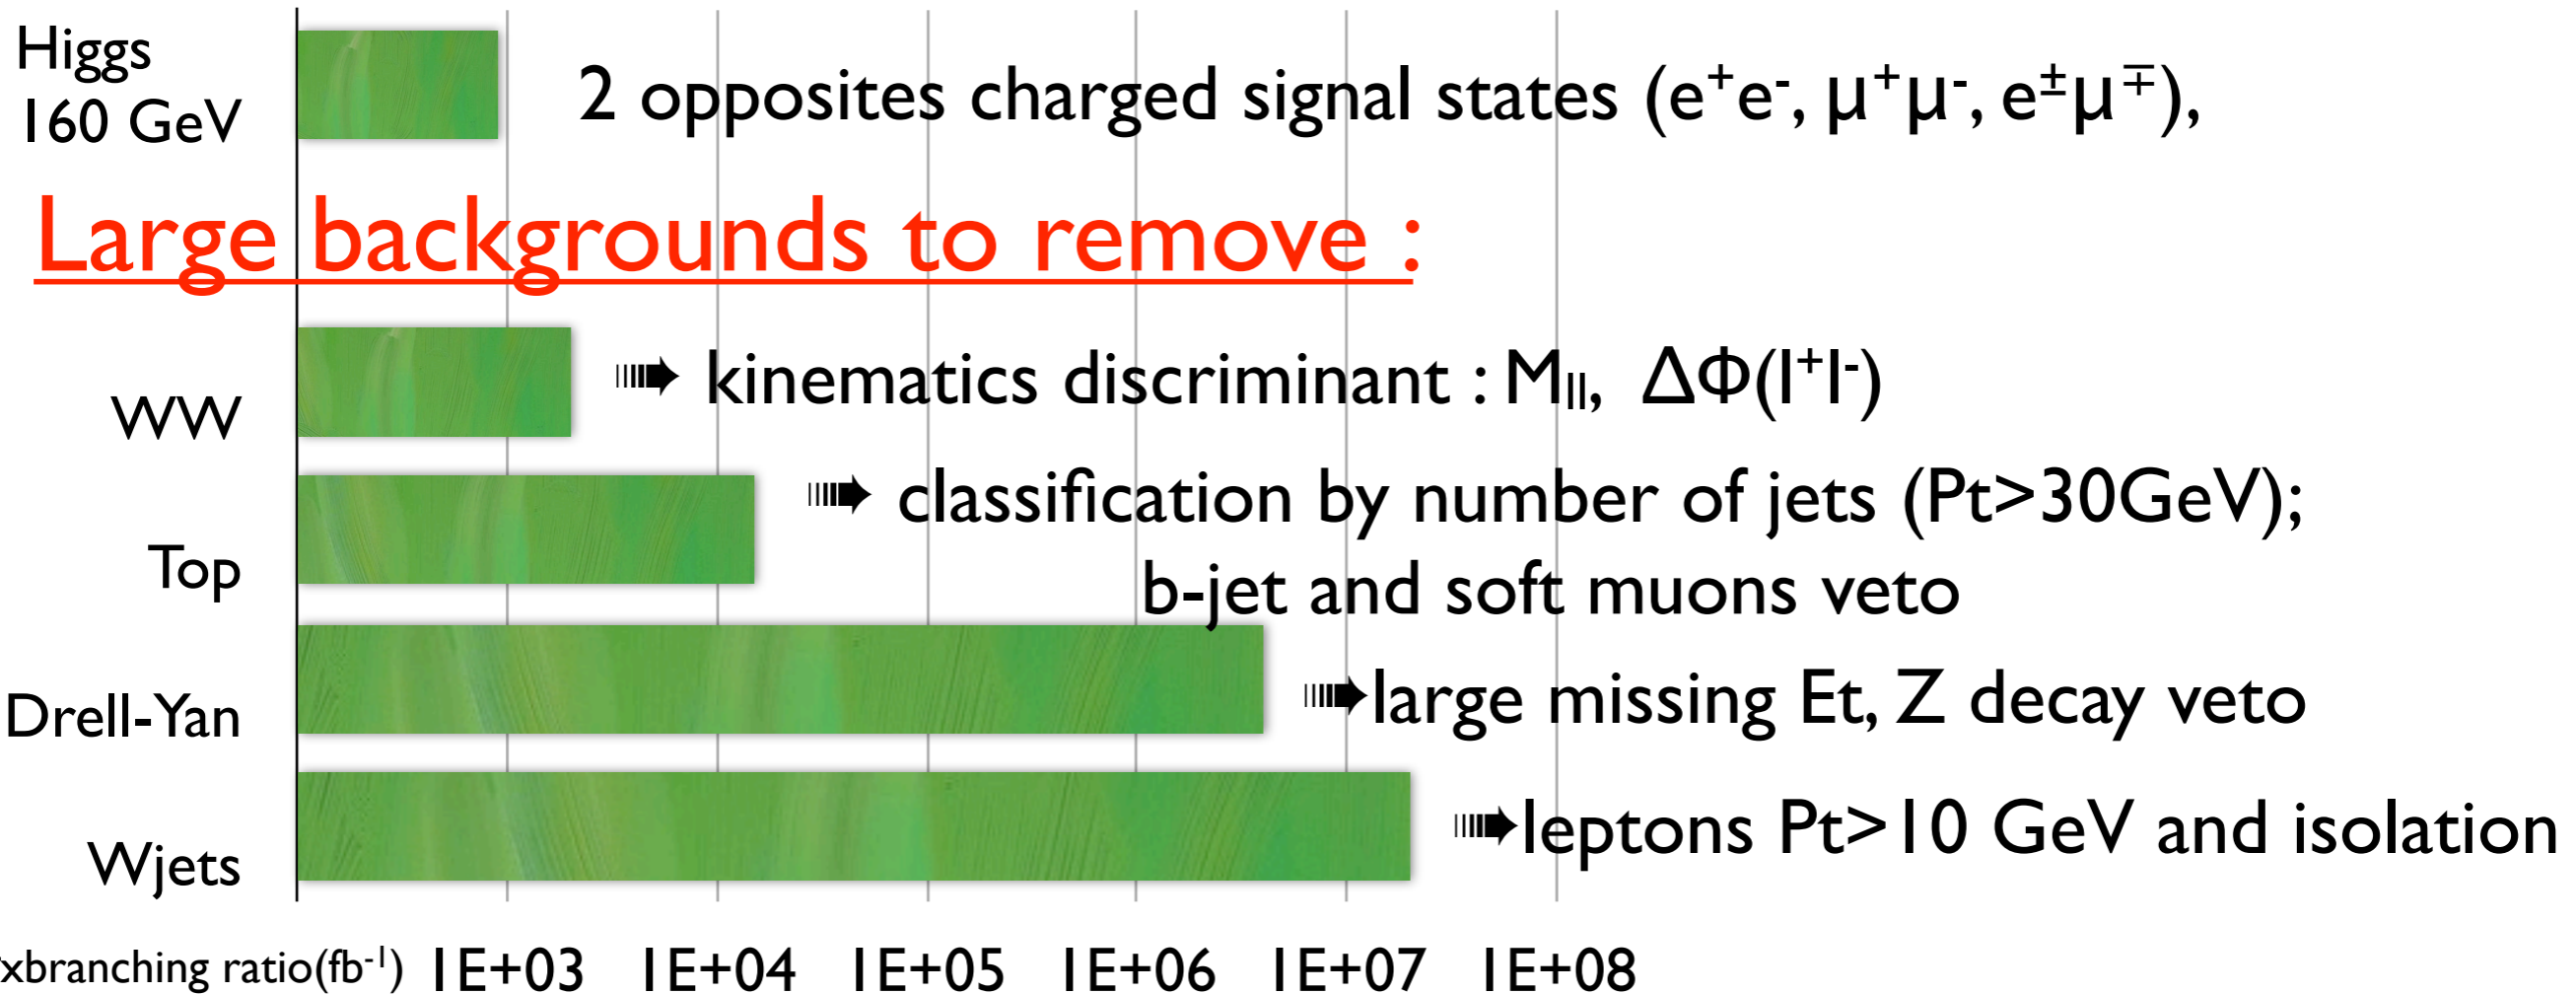 Higgs
160 GeV
2 opposites charged signal states (e⁺e⁻, μ⁺μ⁻, e±μ∓),
Large backgrounds to remove :
WW
➠ kinematics discriminant : Mll, ΔΦ(l⁺l⁻)
Top
➠ classification by number of jets (Pt>30GeV);
b-jet and soft muons veto
Drell-Yan
➠large missing Et, Z decay veto
Wjets
➠leptons Pt>10 GeV and isolation
xbranching ratio(fb⁻¹) 1E+03 1E+04 1E+05 1E+06 1E+07 1E+08